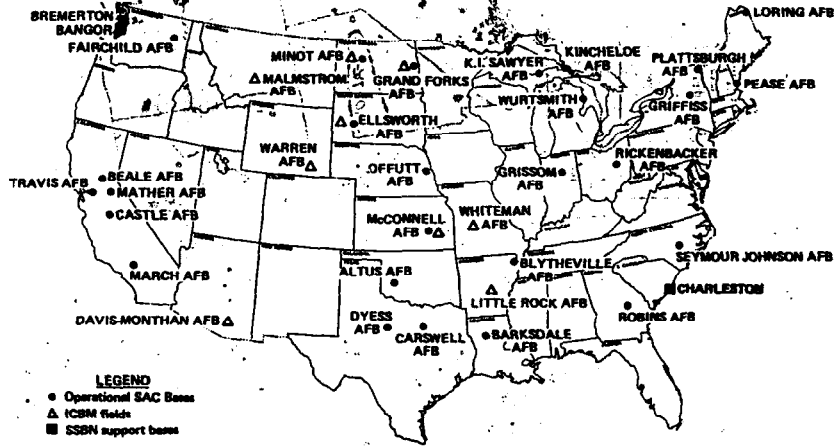 LORING AFB
BREMERTON
BANGOR
FAIRCHILD AFB
MINOT AFB
MALMSTROM
AFB
GRAND FORKS
AFB
K.I. SAWYER
AFB
KINCHELOE
AFB
PLATTSBURGH
AFB
PEASE AFB
WURTSMITH
AFB
GRIFFISS
AFB
ELLSWORTH
AFB
WARREN
AFB
OFFUTT
AFB
GRISSOM
AFB
RICKENBACKER
AFB
TRAVIS AFB
BEALE AFB
MATHER AFB
CASTLE AFB
McCONNELL
AFB
WHITEMAN
AFB
SEYMOUR JOHNSON AFB
MARCH AFB
ALTUS AFB
BLYTHEVILLE
AFB
CHARLESTON
LITTLE ROCK AFB
DAVIS-MONTHAN AFB
DYESS
AFB
CARSWELL
AFB
BARKSDALE
AFB
ROBINS AFB
LEGEND
Operational SAC Bases
ICBM fields
SSBN support bases